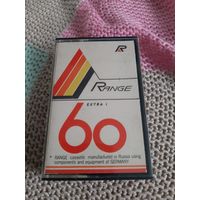 R
RANGE
EXTRA I
60
* RANGE cassette manufactured in Russia using
components and equipment of GERMANY